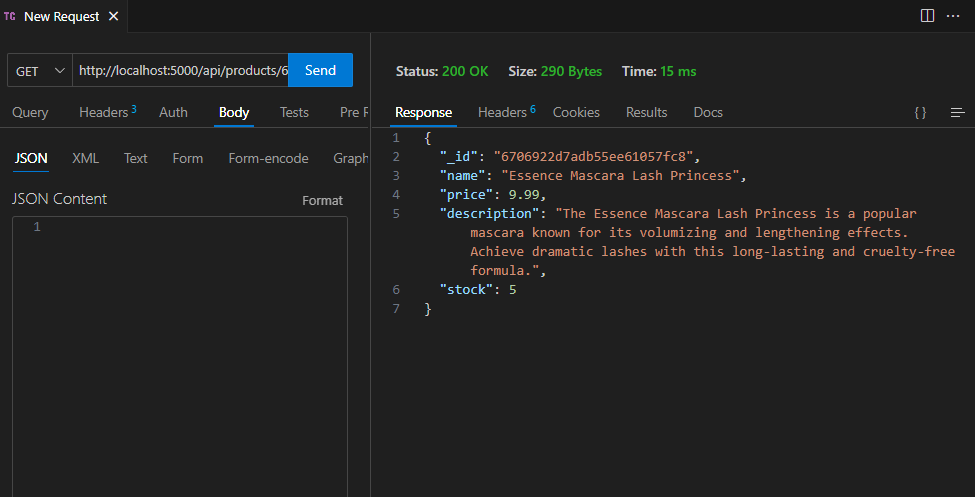 TC New Request
GET http://localhost:5000/api/products/6 Send
Query Headers 3 Auth Body Tests Pre R
JSON XML Text Form Form-encode Graph
JSON Content Format
1
Status: 200 OK Size: 290 Bytes Time: 15 ms
Response Headers 6 Cookies Results Docs {}
1 {
2 "_id": "6706922d7adb55ee61057fc8",
3 "name": "Essence Mascara Lash Princess",
4 "price": 9.99,
5 "description": "The Essence Mascara Lash Princess is a popular
mascara known for its volumizing and lengthening effects.
Achieve dramatic lashes with this long-lasting and cruelty-free
formula.",
6 "stock": 5
7 }